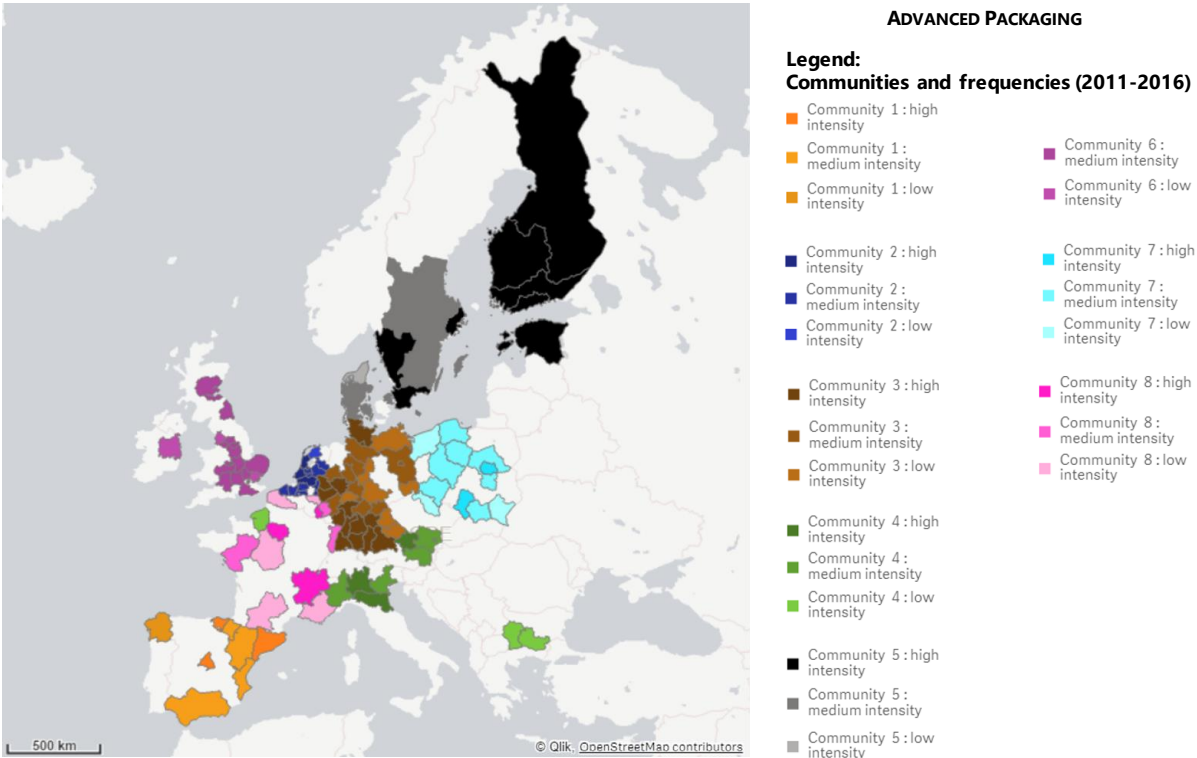 ADVANCED PACKAGING
Legend:
Communities and frequencies (2011-2016)
Community 1 : high
intensity
Community 1 :
medium intensity
Community 1 : low
intensity
Community 2 : high
intensity
Community 2 :
medium intensity
Community 2 : low
intensity
Community 3 : high
intensity
Community 3 :
medium intensity
Community 3 : low
intensity
Community 4 : high
intensity
Community 4 :
medium intensity
Community 4 : low
intensity
Community 5 : high
intensity
Community 5 :
medium intensity
Community 5 : low
intensity
Community 6 :
medium intensity
Community 6 : low
intensity
Community 7 : high
intensity
Community 7 :
medium intensity
Community 7 : low
intensity
Community 8 : high
intensity
Community 8 :
medium intensity
Community 8 : low
intensity
500 km
© Qlik, OpenStreetMap contributors